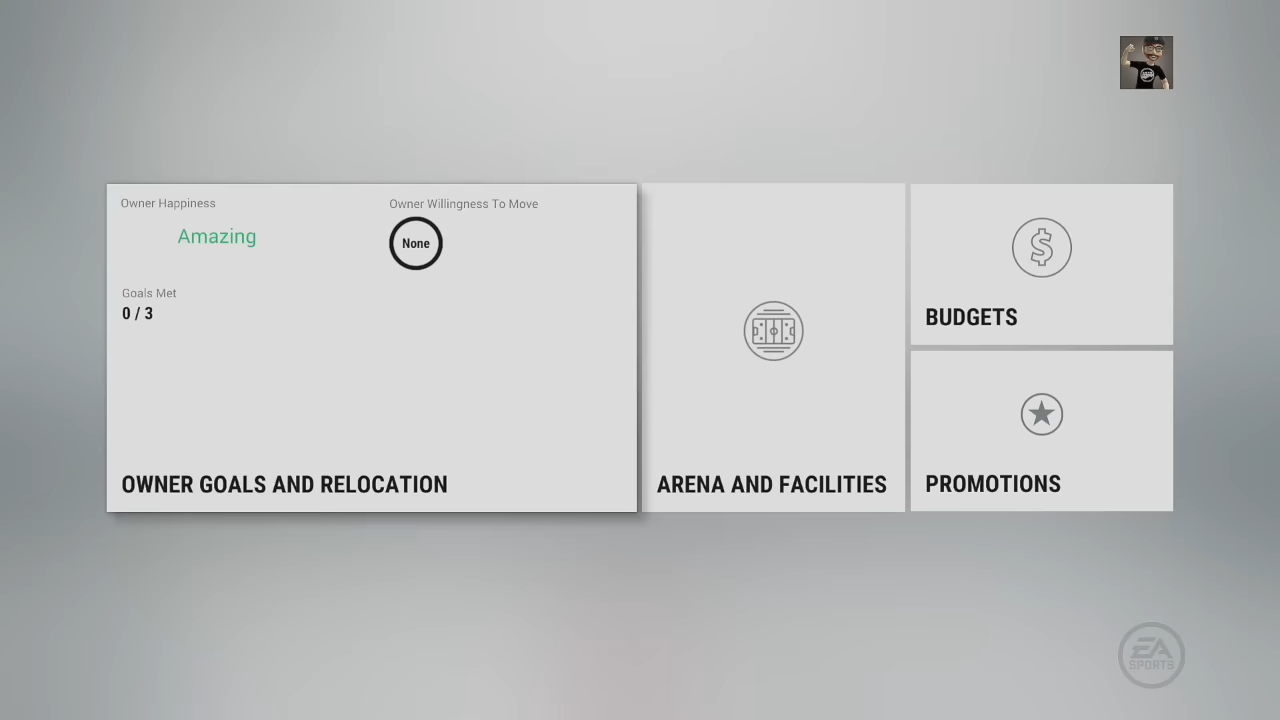 Owner Happiness
Amazing
Owner Willingness To Move
None
Goals Met
0 / 3
OWNER GOALS AND RELOCATION
ARENA AND FACILITIES
BUDGETS
PROMOTIONS
EA
SPORTS